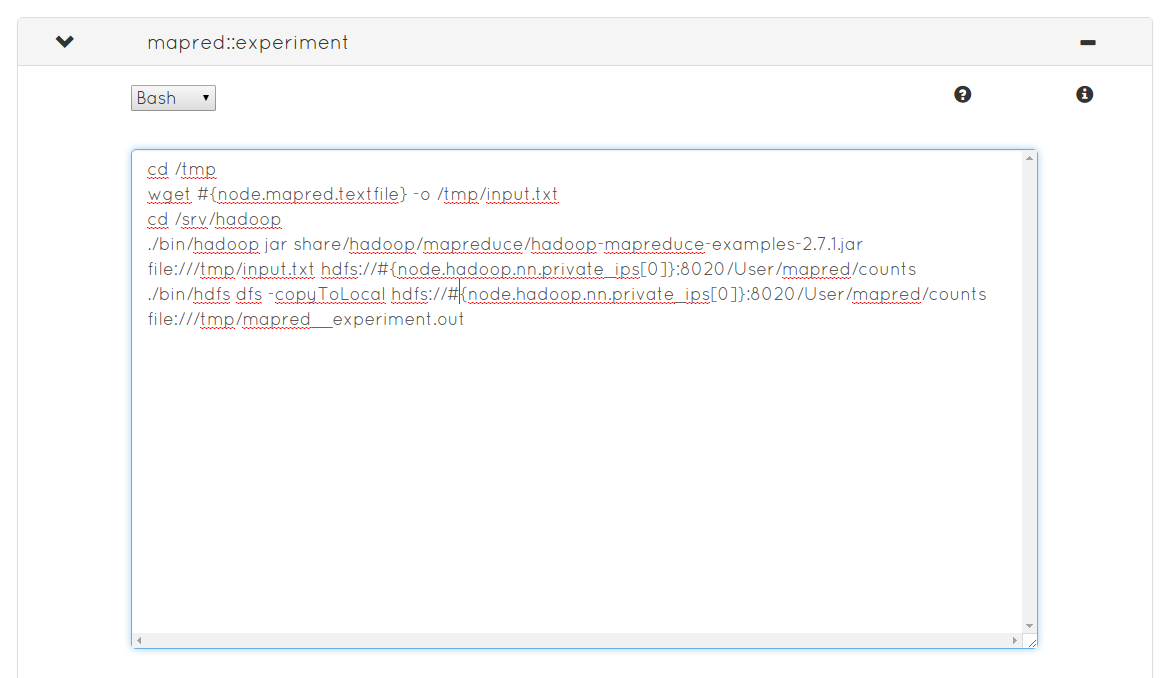 mapred::experiment
Bash
cd /tmp
wget #{node.mapred.textfile} -o /tmp/input.txt
cd /srv/hadoop
./bin/hadoop jar share/hadoop/mapreduce/hadoop-mapreduce-examples-2.7.1.jar
file:///tmp/input.txt hdfs://#{node.hadoop.nn.private_ips[0]}:8020/User/mapred/counts
./bin/hdfs dfs -copyToLocal hdfs://#{node.hadoop.nn.private_ips[0]}:8020/User/mapred/counts
file:///tmp/mapred__experiment.out